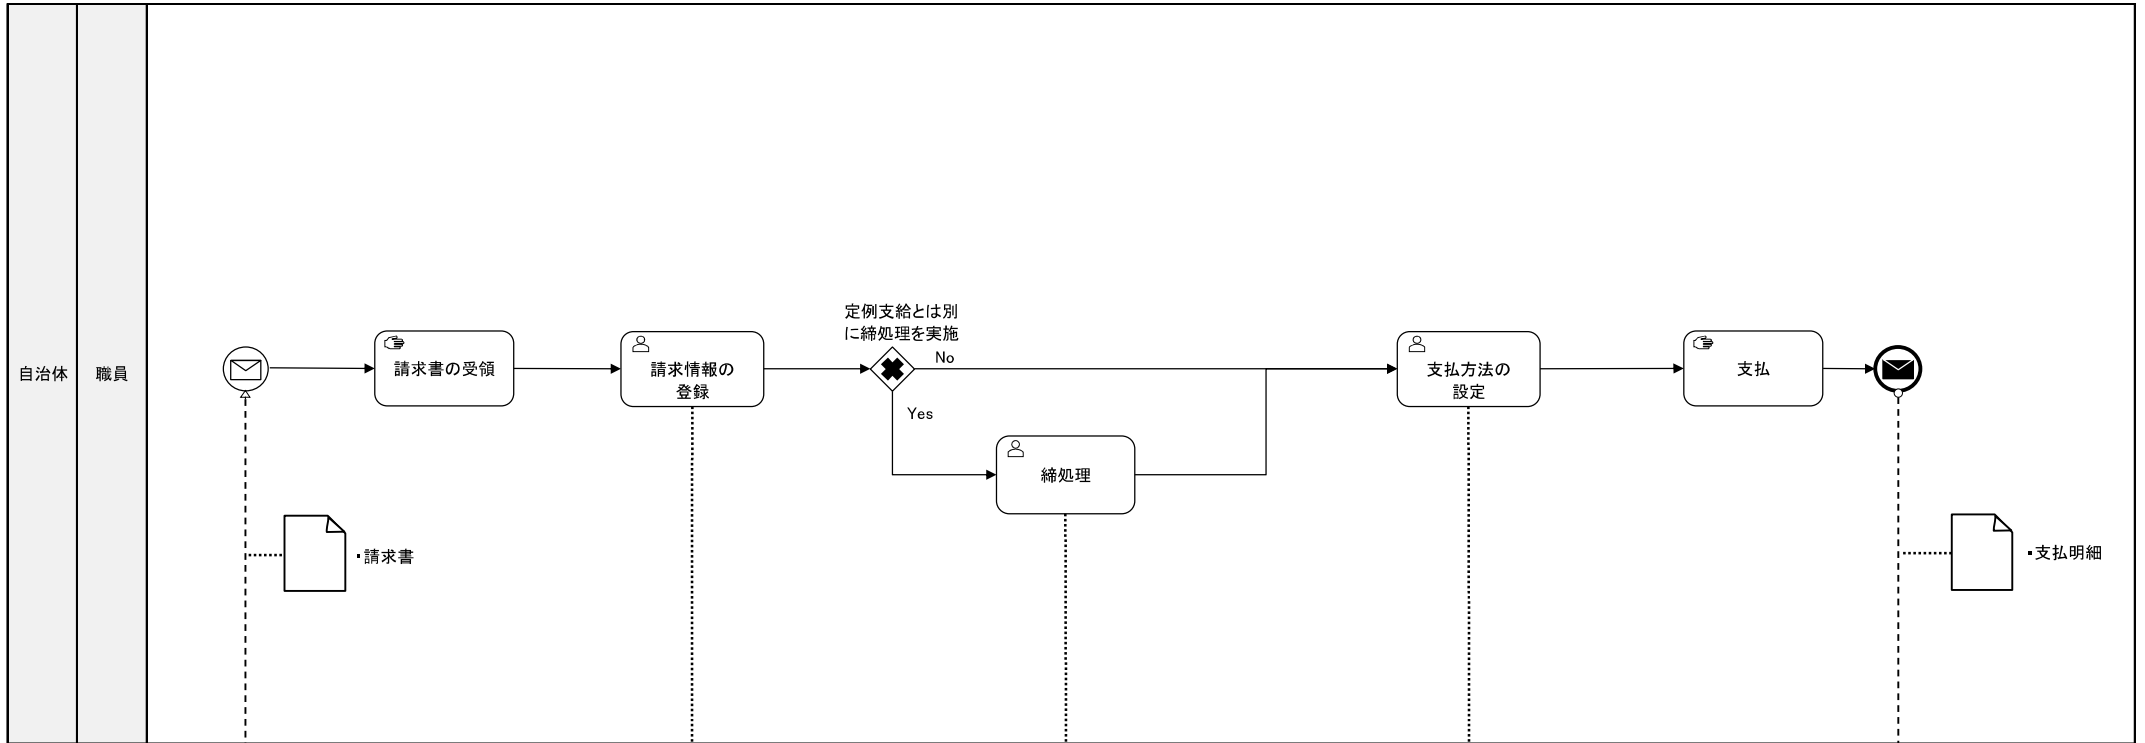 自治体
職員
請求書の受領
請求情報の
登録
定例支給とは別
に締処理を実施
No
Yes
締処理
支払方法の
設定
支払
・請求書
・支払明細